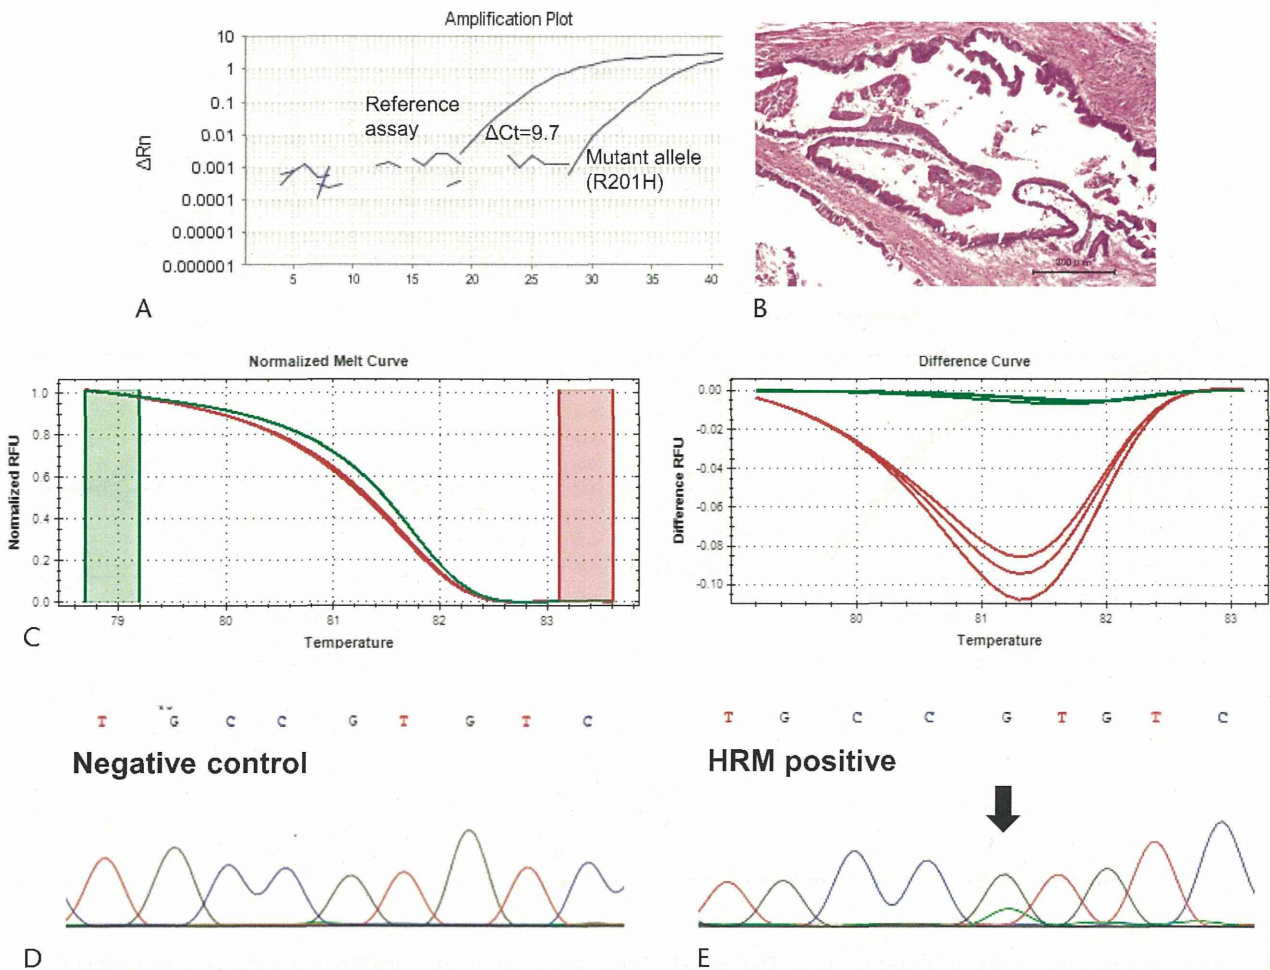 Amplification Plot
10
1
0.1
0.01
0.001
0.0001
0.00001
0.000001
ΔRn
Reference
assay
ΔCt=9.7
Mutant allele
(R201H)
5 10 15 20 25 30 35 40
A
300 μm
B
Normalized Melt Curve
1.0
0.8
0.6
0.4
0.2
0.0
Normalized RFU
79 80 81 82 83
Temperature
C
Difference Curve
0.00
-0.02
-0.04
-0.06
-0.08
-0.10
Difference RFU
80 81 82 83
Temperature
T G C C G T G T C
Negative control
D
T G C C G T G T C
HRM positive
E